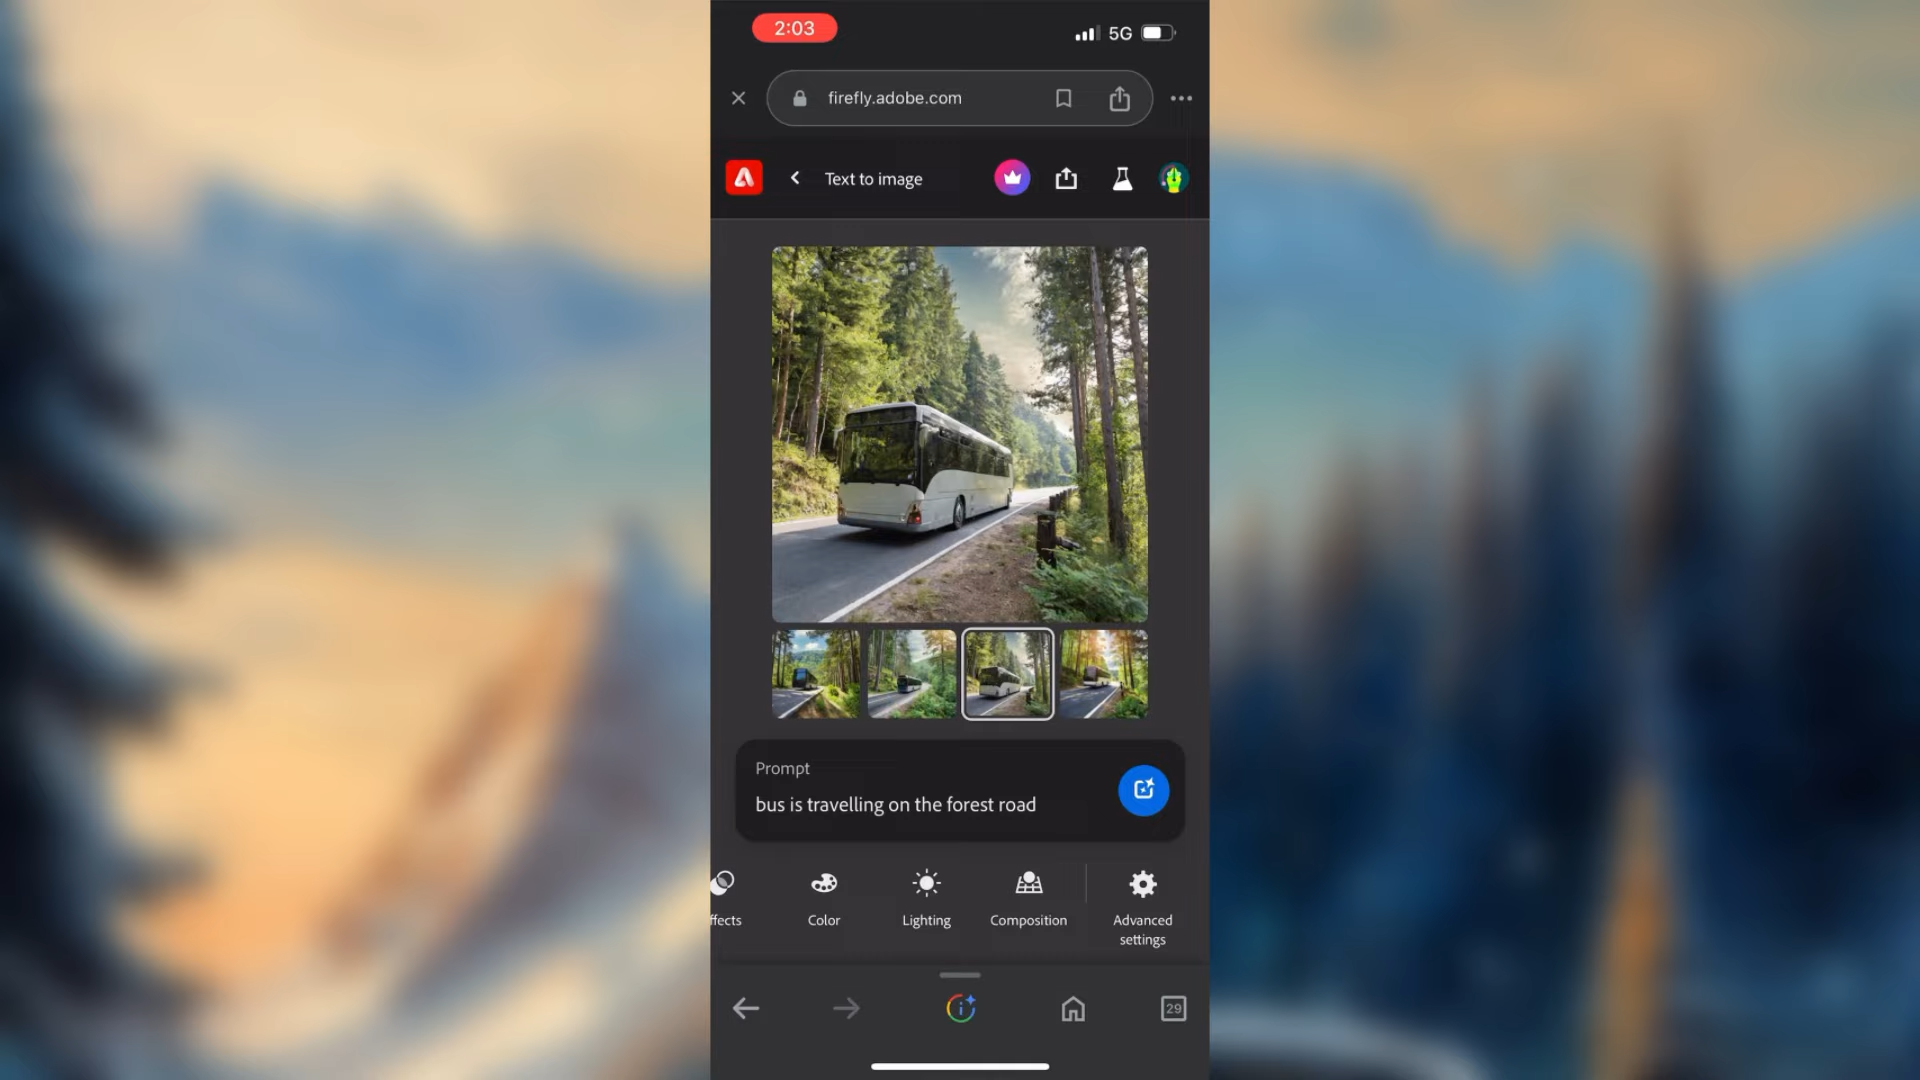 2:03
5G
firefly.adobe.com
Text to image
Prompt
bus is travelling on the forest road
ffects
Color
Lighting
Composition
Advanced
settings
29